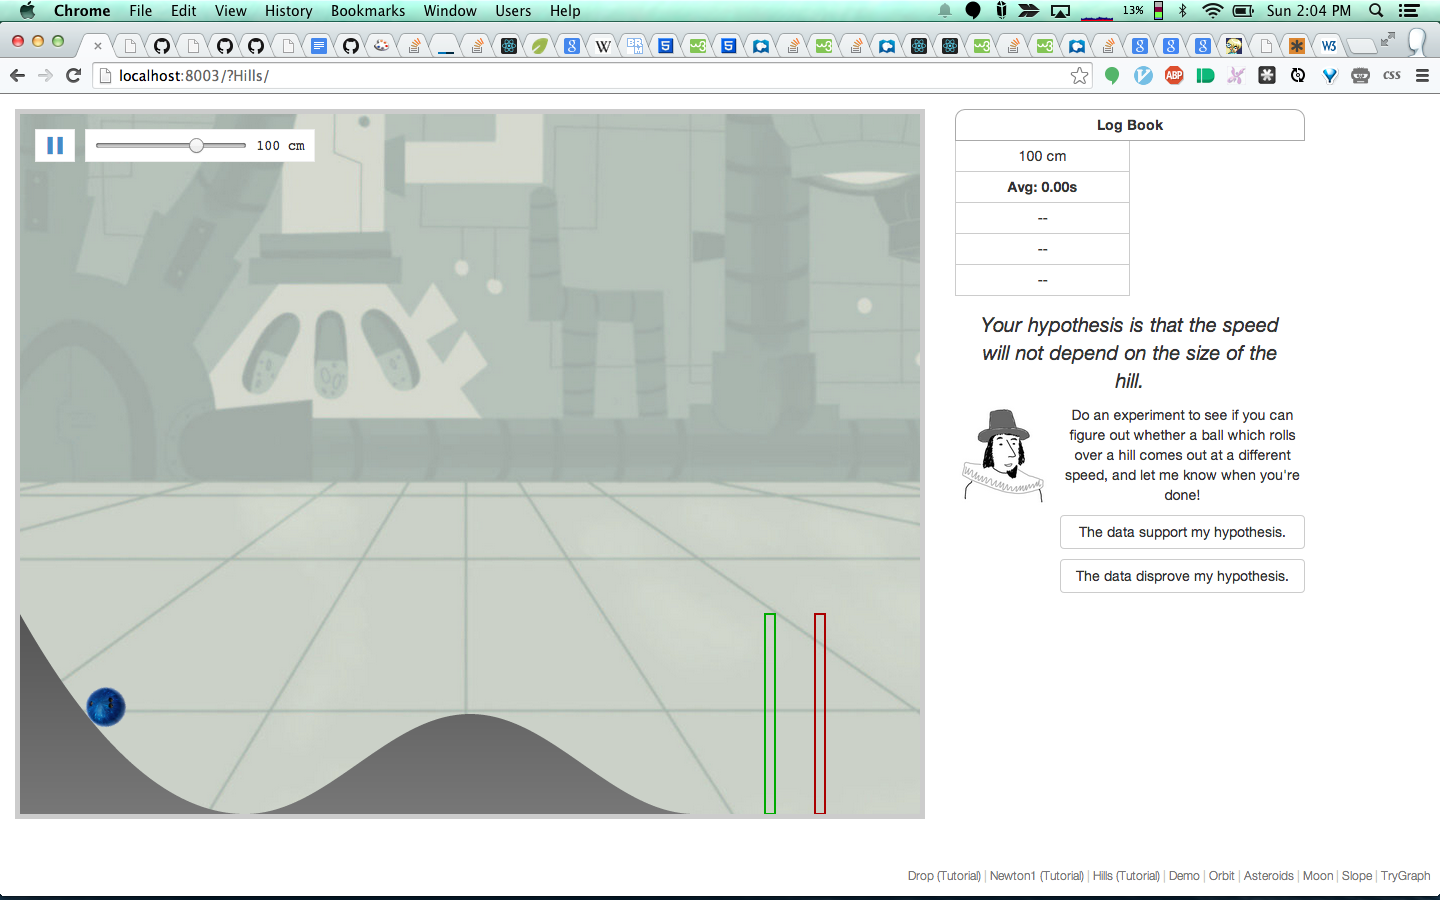 Chrome File Edit View History Bookmarks Window Users Help 13% Sun 2:04 PM
localhost:8003/?Hills/
ABP
CSS
W3
100 cm
Log Book
100 cm
Avg: 0.00s
--
--
--
Your hypothesis is that the speed
will not depend on the size of the
hill.
Do an experiment to see if you can
figure out whether a ball which rolls
over a hill comes out at a different
speed, and let me know when you're
done!
The data support my hypothesis.
The data disprove my hypothesis.
Drop (Tutorial) | Newton1 (Tutorial) | Hills (Tutorial) | Demo | Orbit | Asteroids | Moon | Slope | TryGraph